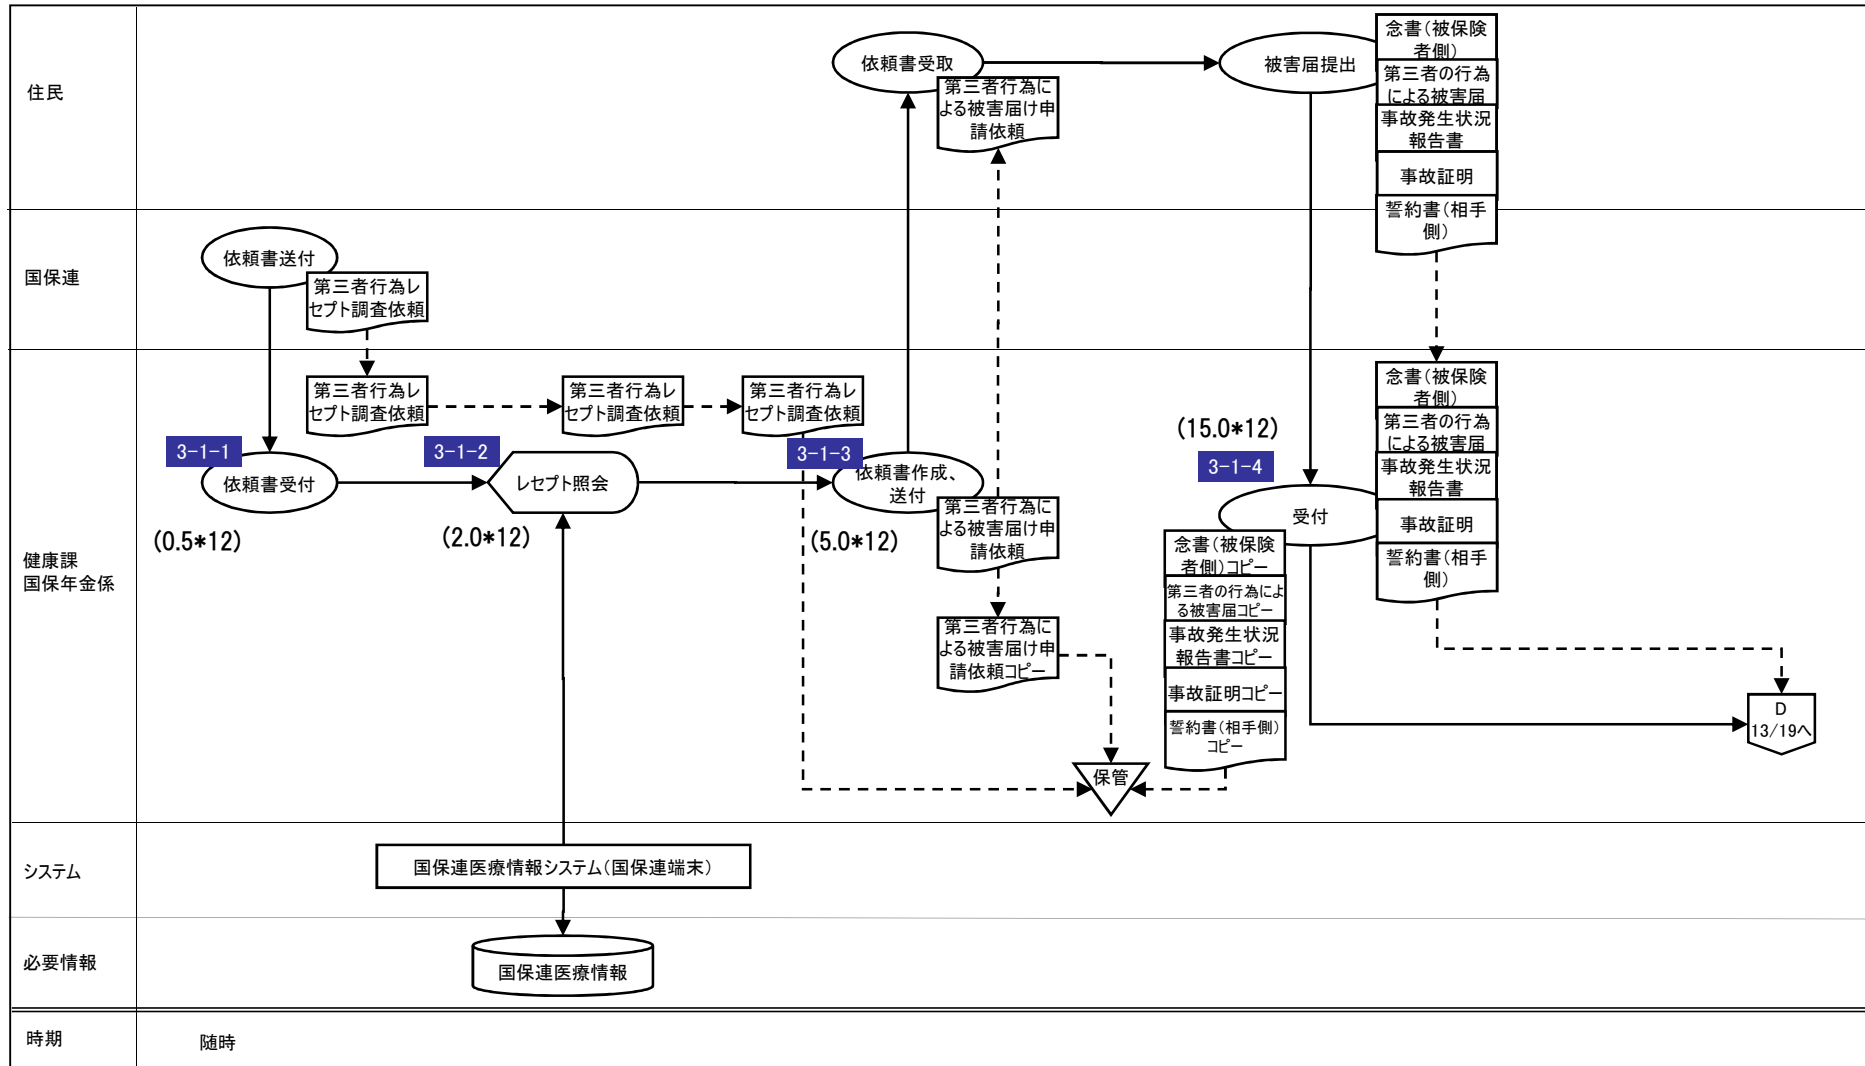 住民
依頼書受取
第三者行為に
よる被害届け申
請依頼
被害届提出
念書(被保険
者側)
第三者の行為
による被害届
事故発生状況
報告書
事故証明
誓約書(相手
側)
国保連
依頼書送付
第三者行為レ
セプト調査依頼
健康課
国保年金係
第三者行為レ
セプト調査依頼
第三者行為レ
セプト調査依頼
第三者行為レ
セプト調査依頼
3-1-1
依頼書受付
(0.5*12)
3-1-2
レセプト照会
(2.0*12)
3-1-3
依頼書作成、
送付
(5.0*12)
第三者行為に
よる被害届け申
請依頼
第三者行為に
よる被害届け申
請依頼コピー
(15.0*12)
3-1-4
受付
念書(被保険
者側)
第三者の行為
による被害届
事故発生状況
報告書
事故証明
誓約書(相手
側)
念書(被保険
者側)コピー
第三者の行為によ
る被害届コピー
事故発生状況
報告書コピー
事故証明コピー
誓約書(相手側)
コピー
保管
D
13/19へ
システム
国保連医療情報システム(国保連端末)
必要情報
国保連医療情報
時期
随時